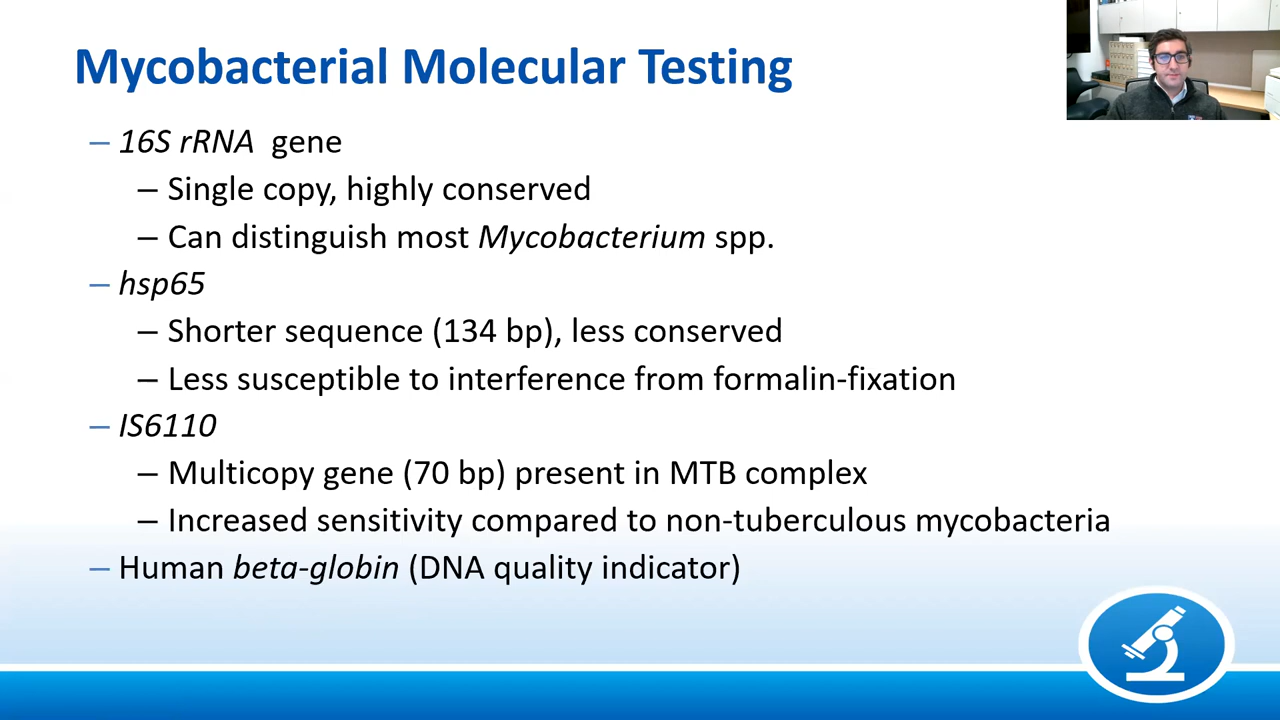 Mycobacterial Molecular Testing
– 16S rRNA gene
– Single copy, highly conserved
– Can distinguish most Mycobacterium spp.
– hsp65
– Shorter sequence (134 bp), less conserved
– Less susceptible to interference from formalin-fixation
– IS6110
– Multicopy gene (70 bp) present in MTB complex
– Increased sensitivity compared to non-tuberculous mycobacteria
– Human beta-globin (DNA quality indicator)